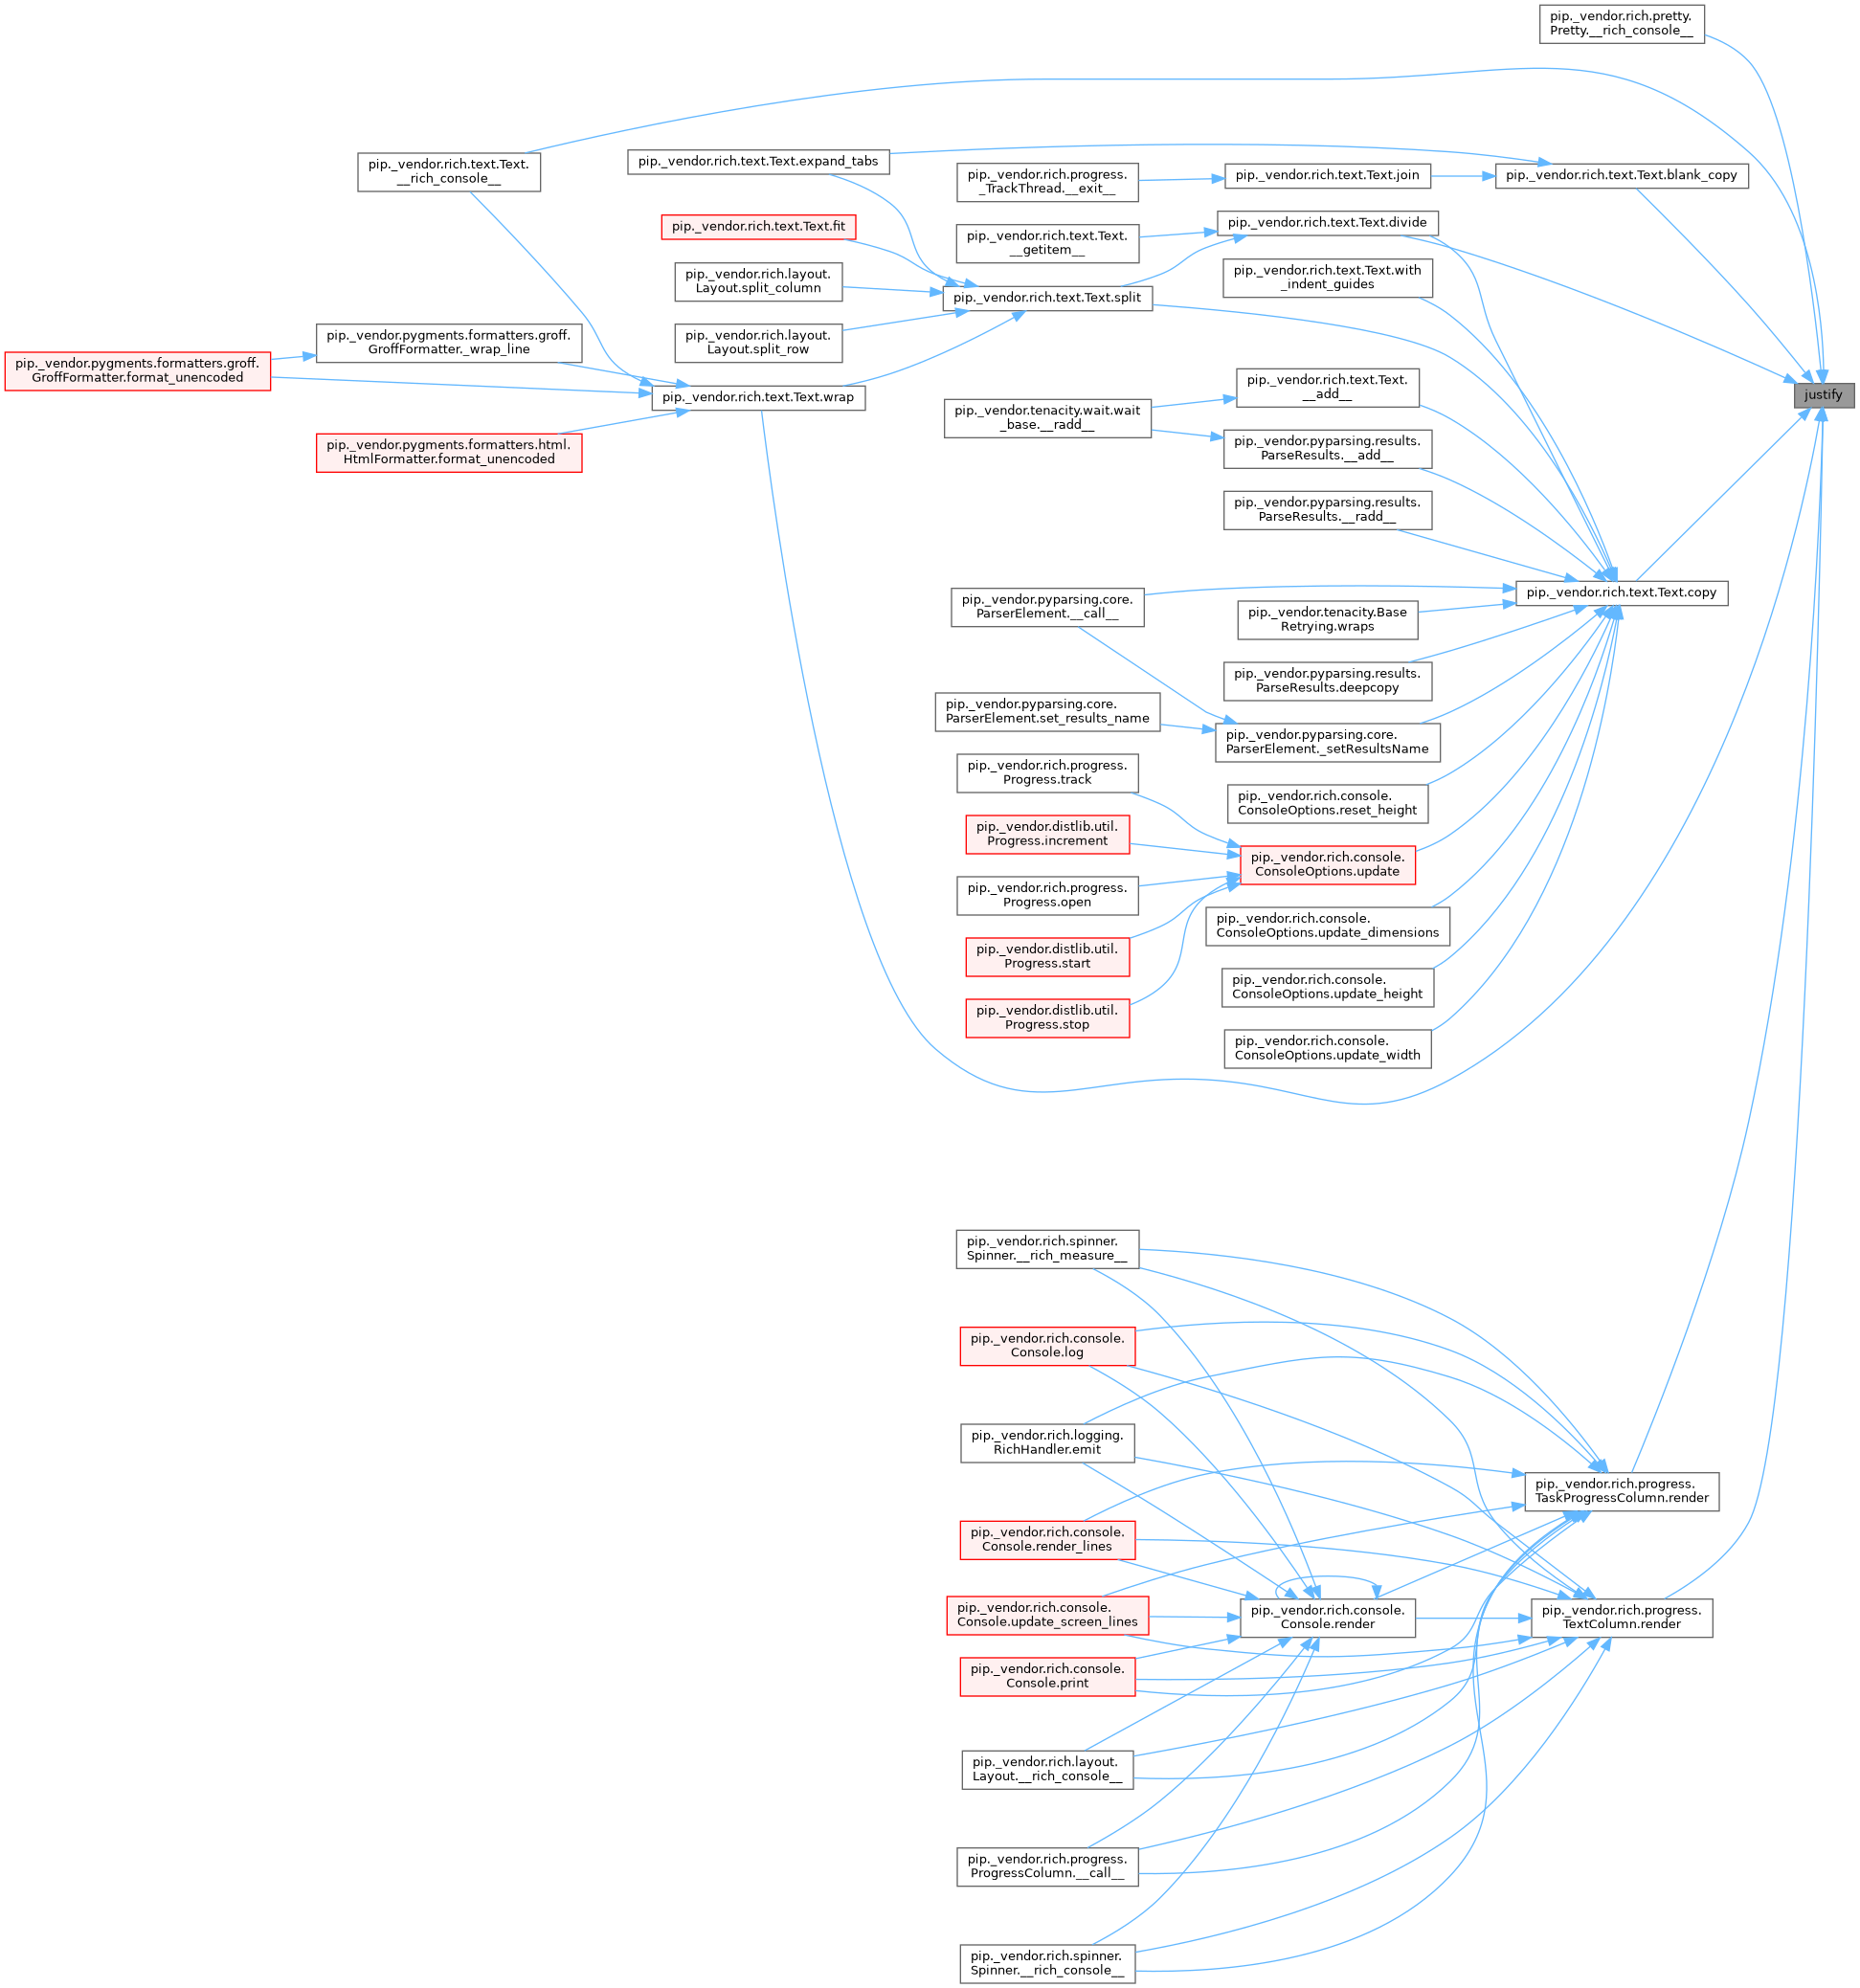 pip._vendor.rich.pretty.
Pretty.__rich_console__
pip._vendor.rich.text.Text.
__rich_console__
pip._vendor.rich.text.Text.expand_tabs
pip._vendor.rich.progress.
_TrackThread.__exit__
pip._vendor.rich.text.Text.join
pip._vendor.rich.text.Text.blank_copy
pip._vendor.rich.text.Text.fit
pip._vendor.rich.text.Text.
__getitem__
pip._vendor.rich.text.Text.divide
pip._vendor.rich.layout.
Layout.split_column
pip._vendor.rich.text.Text.split
pip._vendor.rich.text.Text.with
_indent_guides
pip._vendor.rich.layout.
Layout.split_row
pip._vendor.pygments.formatters.groff.
GroffFormatter._wrap_line
pip._vendor.pygments.formatters.groff.
GroffFormatter.format_unencoded
pip._vendor.rich.text.Text.wrap
pip._vendor.pygments.formatters.html.
HtmlFormatter.format_unencoded
pip._vendor.tenacity.wait.wait
_base.__radd__
pip._vendor.rich.text.Text.
__add__
justify
pip._vendor.pyparsing.results.
ParseResults.__add__
pip._vendor.pyparsing.results.
ParseResults.__radd__
pip._vendor.pyparsing.core.
ParserElement.__call__
pip._vendor.tenacity.Base
Retrying.wraps
pip._vendor.rich.text.Text.copy
pip._vendor.pyparsing.results.
ParseResults.deepcopy
pip._vendor.pyparsing.core.
ParserElement.set_results_name
pip._vendor.pyparsing.core.
ParserElement._setResultsName
pip._vendor.rich.progress.
Progress.track
pip._vendor.rich.console.
ConsoleOptions.reset_height
pip._vendor.distlib.util.
Progress.increment
pip._vendor.rich.console.
ConsoleOptions.update
pip._vendor.rich.progress.
Progress.open
pip._vendor.rich.console.
ConsoleOptions.update_dimensions
pip._vendor.distlib.util.
Progress.start
pip._vendor.rich.console.
ConsoleOptions.update_height
pip._vendor.distlib.util.
Progress.stop
pip._vendor.rich.console.
ConsoleOptions.update_width
pip._vendor.rich.spinner.
Spinner.__rich_measure__
pip._vendor.rich.console.
Console.log
pip._vendor.rich.logging.
RichHandler.emit
pip._vendor.rich.progress.
TaskProgressColumn.render
pip._vendor.rich.console.
Console.render_lines
pip._vendor.rich.console.
Console.update_screen_lines
pip._vendor.rich.console.
Console.render
pip._vendor.rich.progress.
TextColumn.render
pip._vendor.rich.console.
Console.print
pip._vendor.rich.layout.
Layout.__rich_console__
pip._vendor.rich.progress.
ProgressColumn.__call__
pip._vendor.rich.spinner.
Spinner.__rich_console__